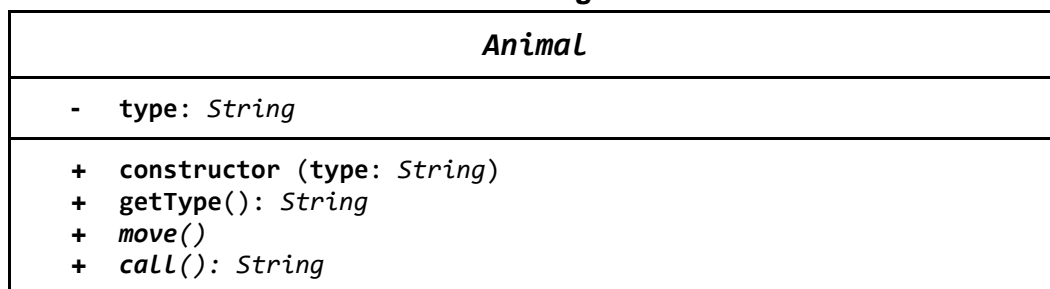 Animal
- type: String
+ constructor (type: String)
+ getType(): String
+ move()
+ call(): String